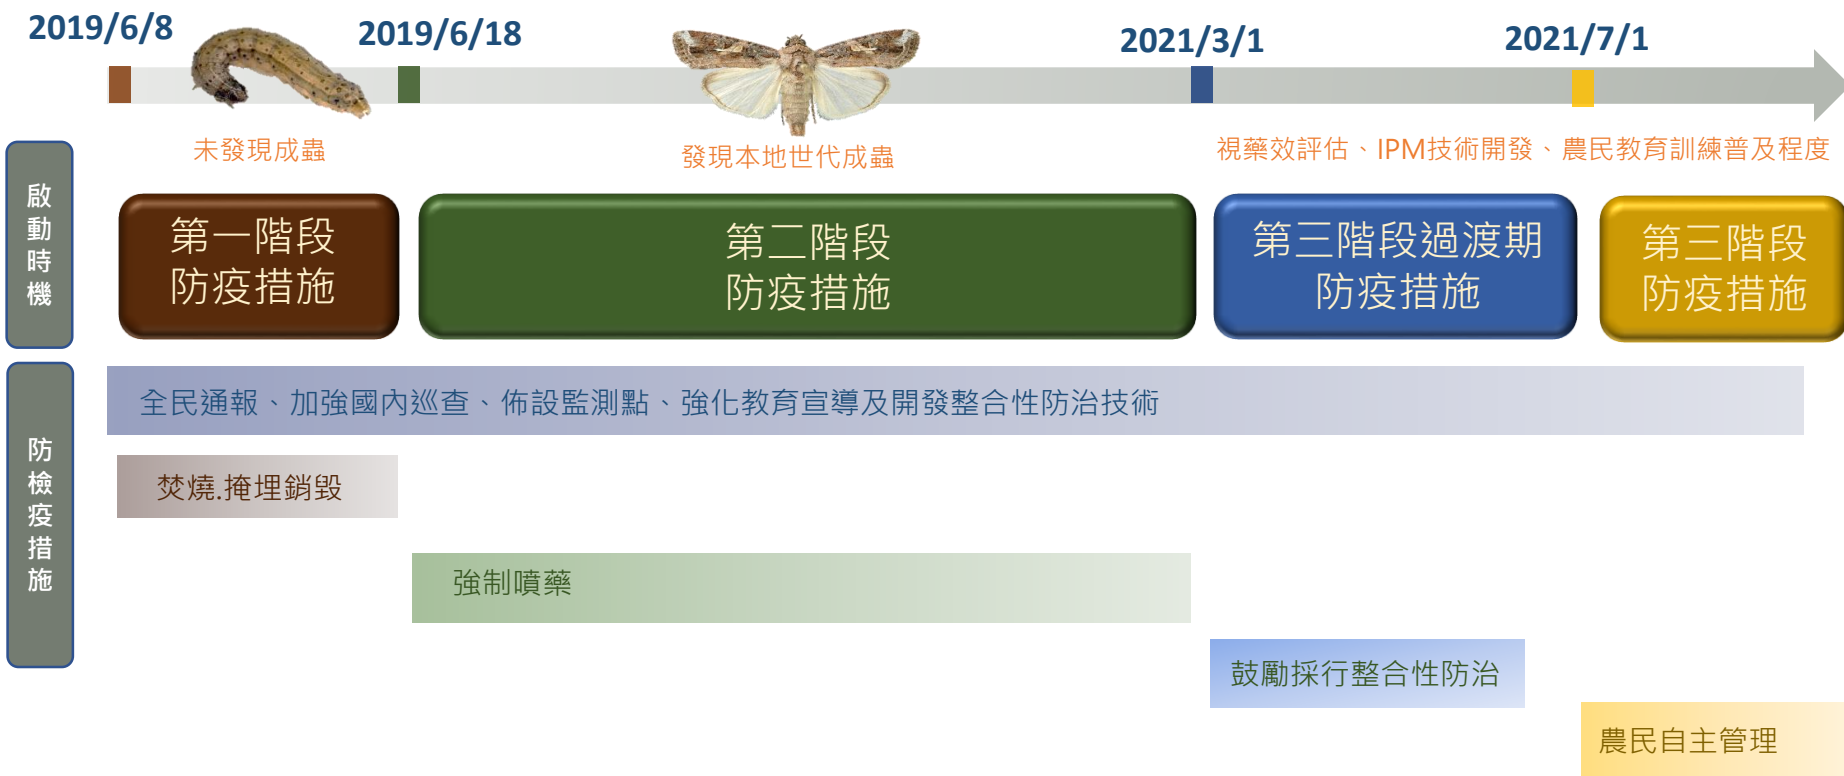 2019/6/8
2019/6/18
2021/3/1
2021/7/1
未發現成蟲
發現本地世代成蟲
視藥效評估、IPM技術開發、農民教育訓練普及程度
啟動時機
第一階段
防疫措施
第二階段
防疫措施
第三階段過渡期
防疫措施
第三階段
防疫措施
防檢疫措施
全民通報、加強國內巡查、佈設監測點、強化教育宣導及開發整合性防治技術
焚燒.掩埋銷毀
強制噴藥
鼓勵採行整合性防治
農民自主管理